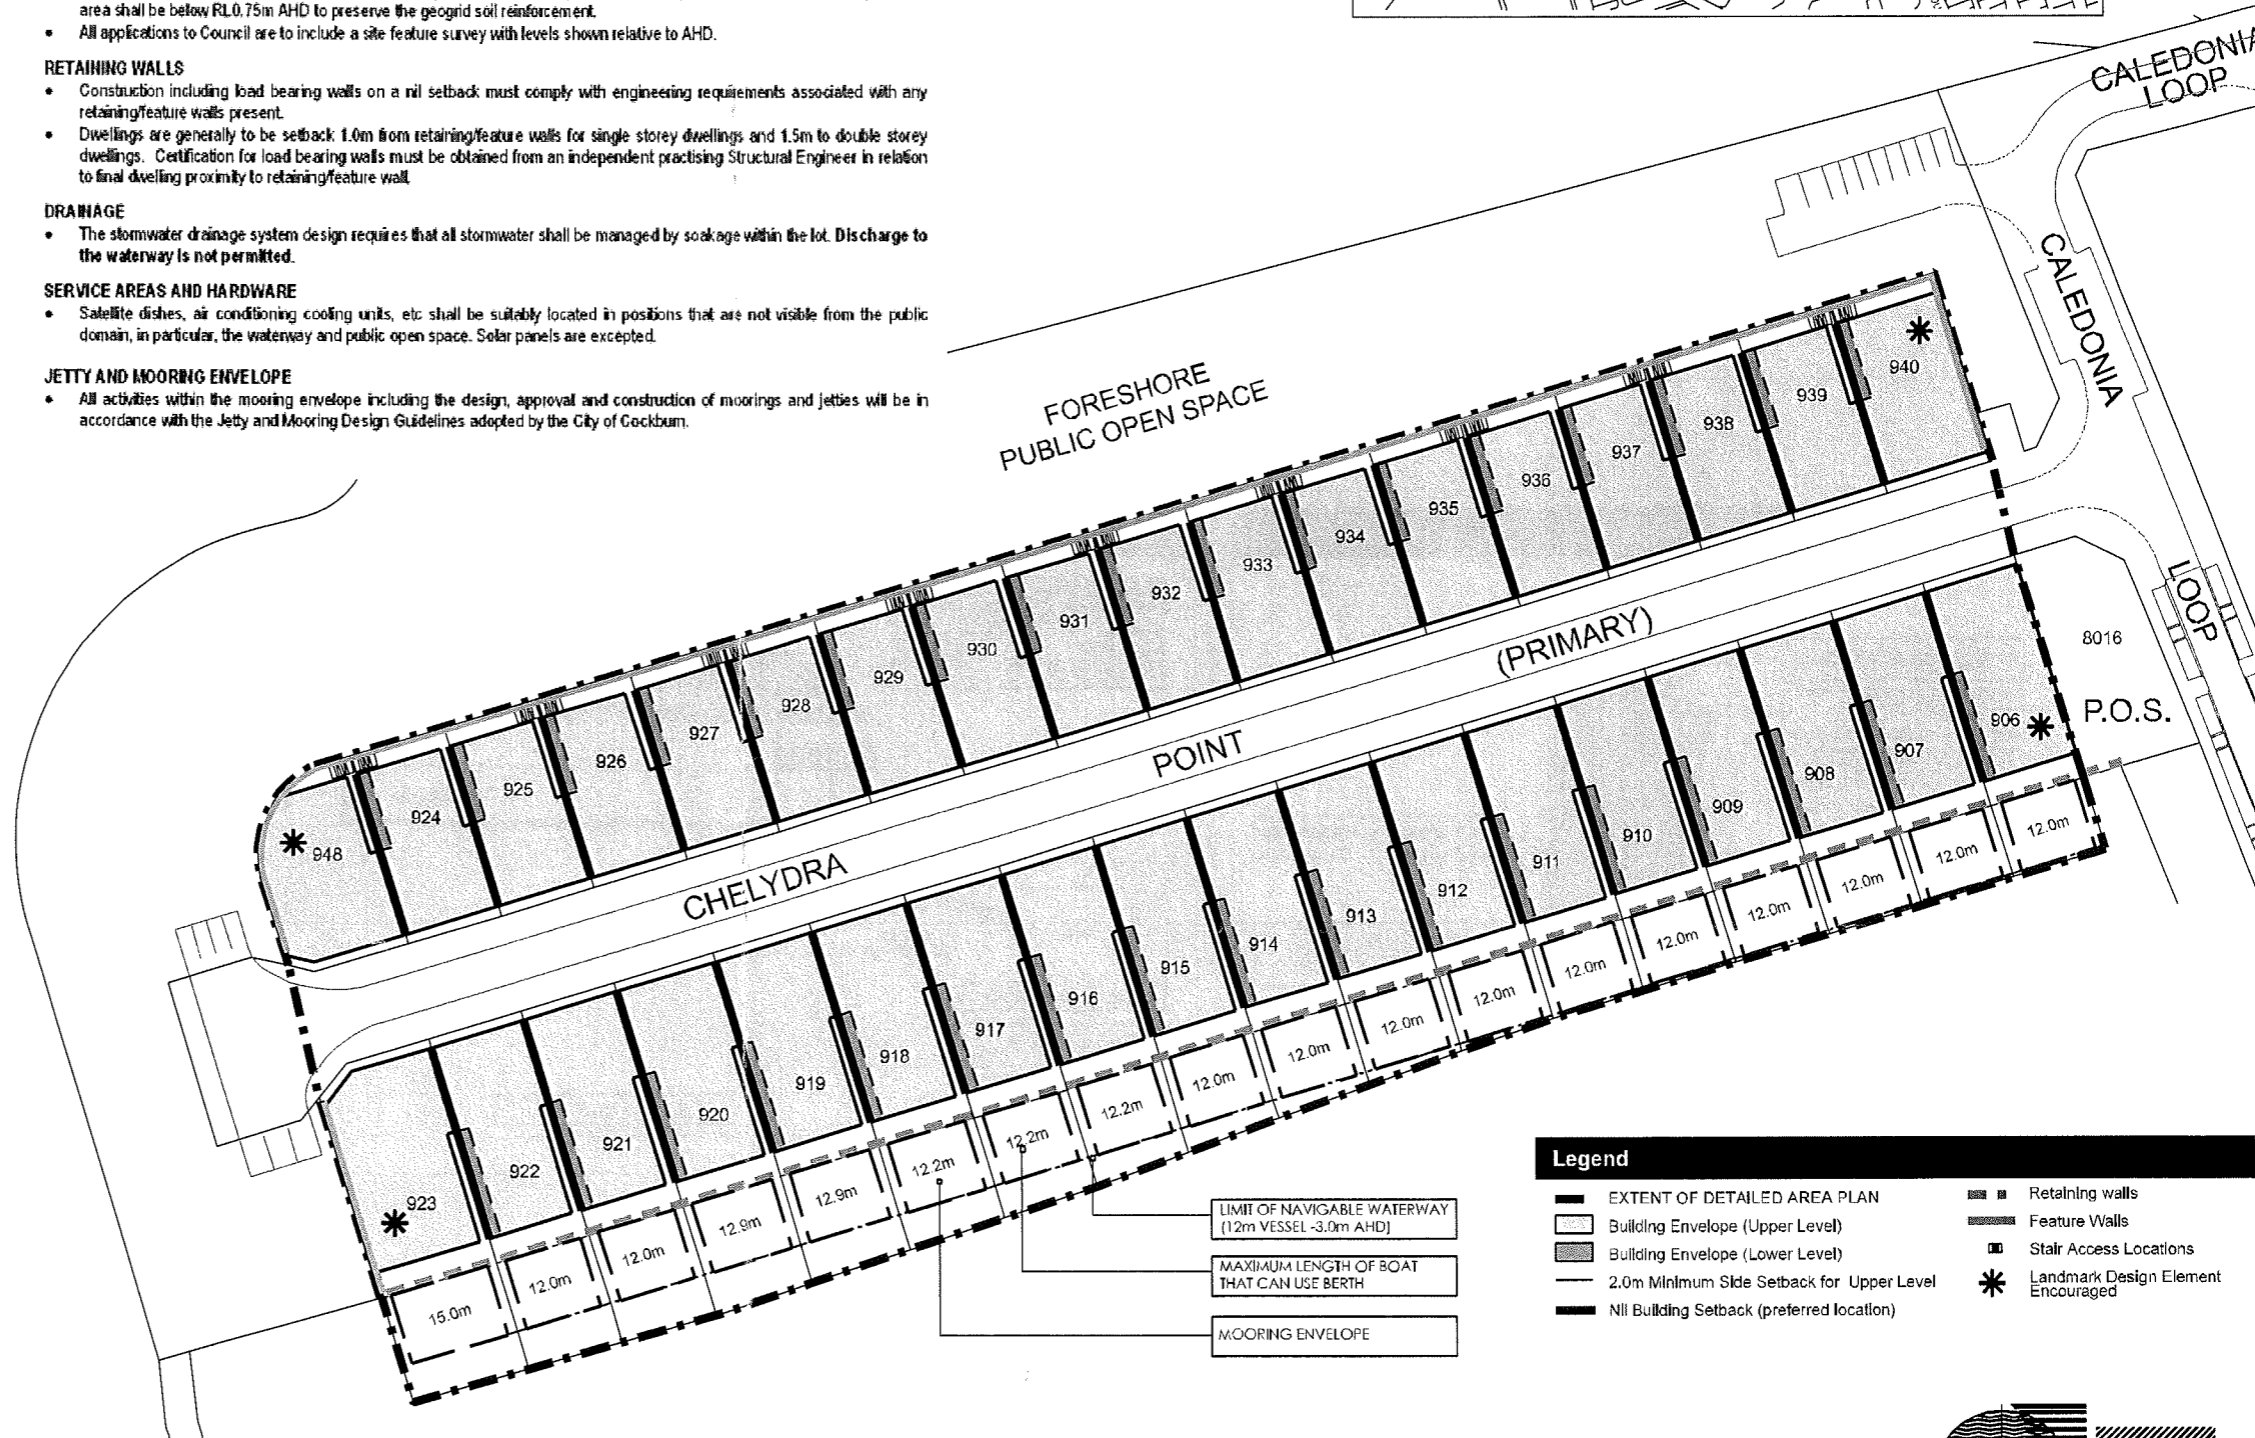 area shall be below RL0.75m AHD to preserve the geogrid soil reinforcement.
• All applications to Council are to include a site feature survey with levels shown relative to AHD.
RETAINING WALLS
• Construction including load bearing walls on a nil setback must comply with engineering requirements associated with any
retaining/feature walls present.
• Dwellings are generally to be setback 1.0m from retaining/feature walls for single storey dwellings and 1.5m to double storey
dwellings. Certification for load bearing walls must be obtained from an independent practising Structural Engineer in relation
to final dwelling proximity to retaining/feature wall.
DRAINAGE
• The stormwater drainage system design requires that all stormwater shall be managed by soakage within the lot. Discharge to
the waterway is not permitted.
SERVICE AREAS AND HARDWARE
• Satellite dishes, air conditioning cooling units, etc shall be suitably located in positions that are not visible from the public
domain, in particular, the waterway and public open space. Solar panels are excepted.
JETTY AND MOORING ENVELOPE
• All activities within the mooring envelope including the design, approval and construction of moorings and jetties will be in
accordance with the Jetty and Mooring Design Guidelines adopted by the City of Cockburn.
CALEDONIA
LOOP
CALEDONIA
LOOP
FORESHORE
PUBLIC OPEN SPACE
948
924
925
926
927
928
929
930
931
932
933
934
935
936
937
938
939
940
CHELYDRA
POINT
(PRIMARY)
8016
P.O.S.
923
922
921
920
919
918
917
916
915
914
913
912
911
910
909
908
907
906
15.0m
12.0m
12.0m
12.9m
12.9m
12.2m
12.2m
12.2m
12.0m
12.0m
12.0m
12.0m
12.0m
12.0m
12.0m
12.0m
12.0m
12.0m
LIMIT OF NAVIGABLE WATERWAY
(12m VESSEL -3.0m AHD)
MAXIMUM LENGTH OF BOAT
THAT CAN USE BERTH
MOORING ENVELOPE
Legend
EXTENT OF DETAILED AREA PLAN
Building Envelope (Upper Level)
Building Envelope (Lower Level)
2.0m Minimum Side Setback for Upper Level
Nil Building Setback (preferred location)
Retaining walls
Feature Walls
Stair Access Locations
Landmark Design Element
Encouraged